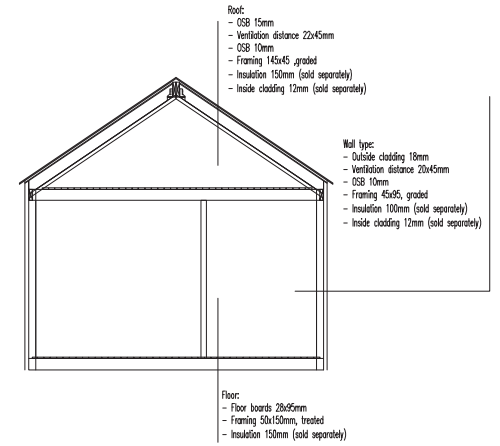 Roof:
- OSB 15mm
- Ventilation distance 22x45mm
- OSB 10mm
- Framing 145x45 ,graded
- Insulation 150mm (sold separately)
- Inside cladding 12mm (sold separately)
Wall type:
- Outside cladding 18mm
- Ventilation distance 20x45mm
- OSB 10mm
- Framing 45x95, graded
- Insulation 100mm (sold separately)
- Inside cladding 12mm (sold separately)
Floor:
- Floor boards 28x95mm
- Framing 50x150mm, treated
- Insulation 150mm (sold separately)